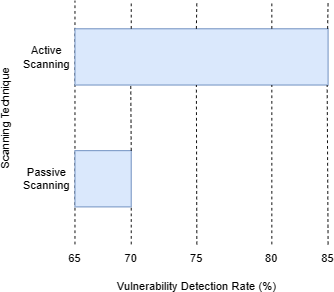 Active
Scanning
Scanning Technique
Passive
Scanning
65 70 75 80 85
Vulnerability Detection Rate (%)